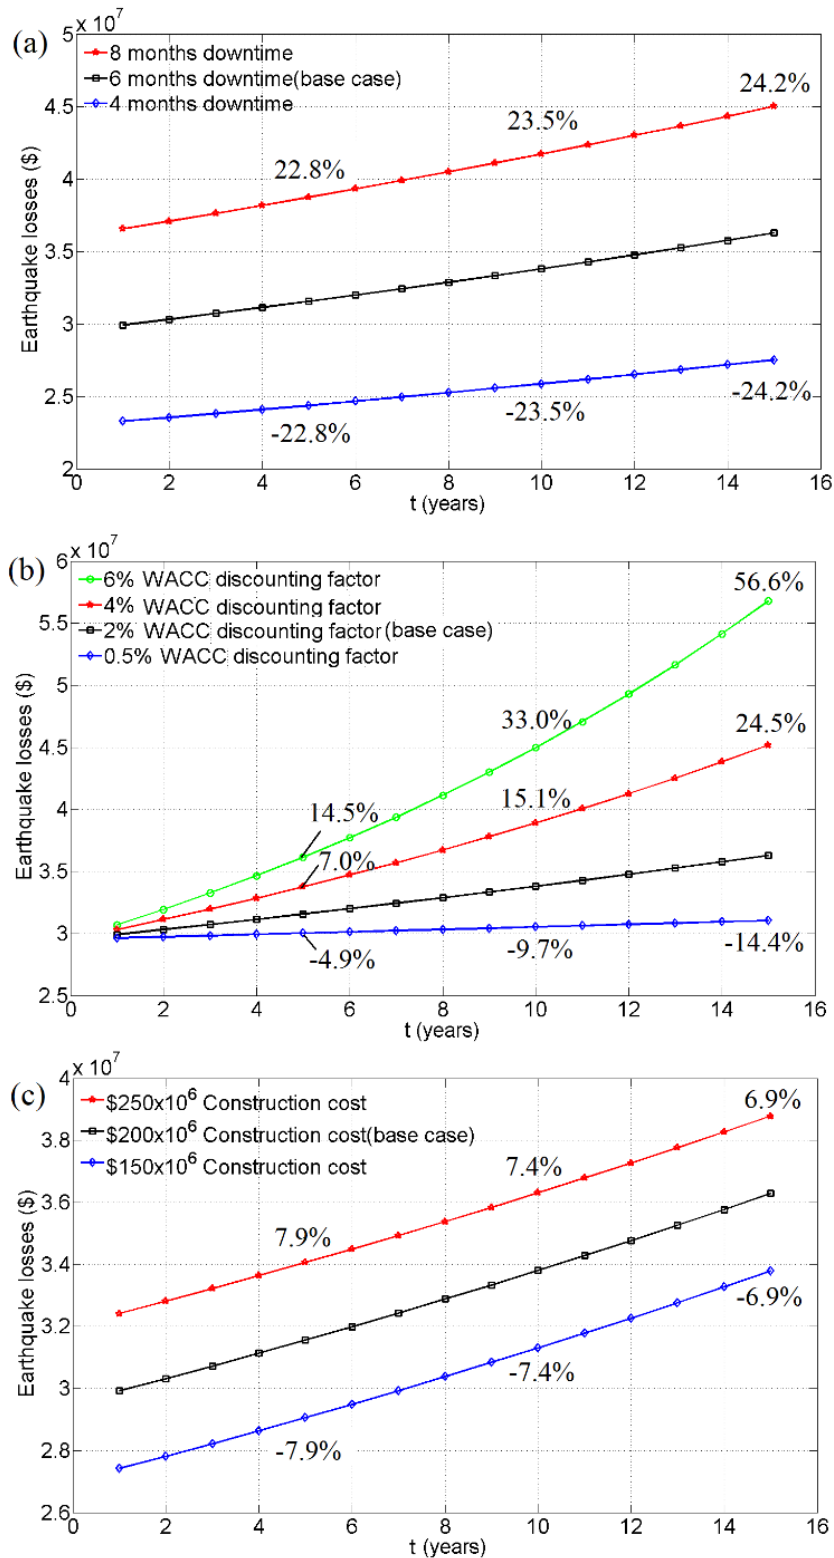 (a)
5 x 10^7
8 months downtime
6 months downtime(base case)
4 months downtime
24.2%
23.5%
22.8%
4.5
4
3.5
3
2.5
2
Earthquake losses ($)
-22.8%
-23.5%
-24.2%
0 2 4 6 8 10 12 14 16
t (years)
(b)
6 x 10^7
6% WACC discounting factor
4% WACC discounting factor
2% WACC discounting factor(base case)
0.5% WACC discounting factor
56.6%
33.0%
24.5%
14.5%
15.1%
7.0%
5.5
5
4.5
4
3.5
3
2.5
Earthquake losses ($)
-4.9%
-9.7%
-14.4%
0 2 4 6 8 10 12 14 16
t (years)
(c)
4 x 10^7
$250x10^6 Construction cost
$200x10^6 Construction cost(base case)
$150x10^6 Construction cost
6.9%
7.4%
7.9%
3.8
3.6
3.4
3.2
3
2.8
2.6
Earthquake losses ($)
-6.9%
-7.4%
-7.9%
0 2 4 6 8 10 12 14 16
t (years)